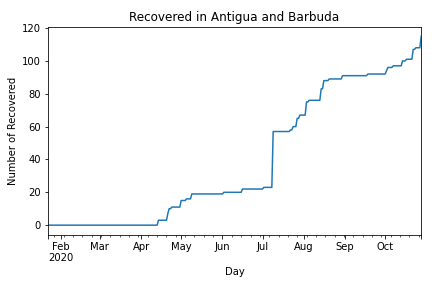 Recovered in Antigua and Barbuda
120
100
80
60
40
20
0
Number of Recovered
Feb Mar Apr May Jun Jul Aug Sep Oct
2020
Day